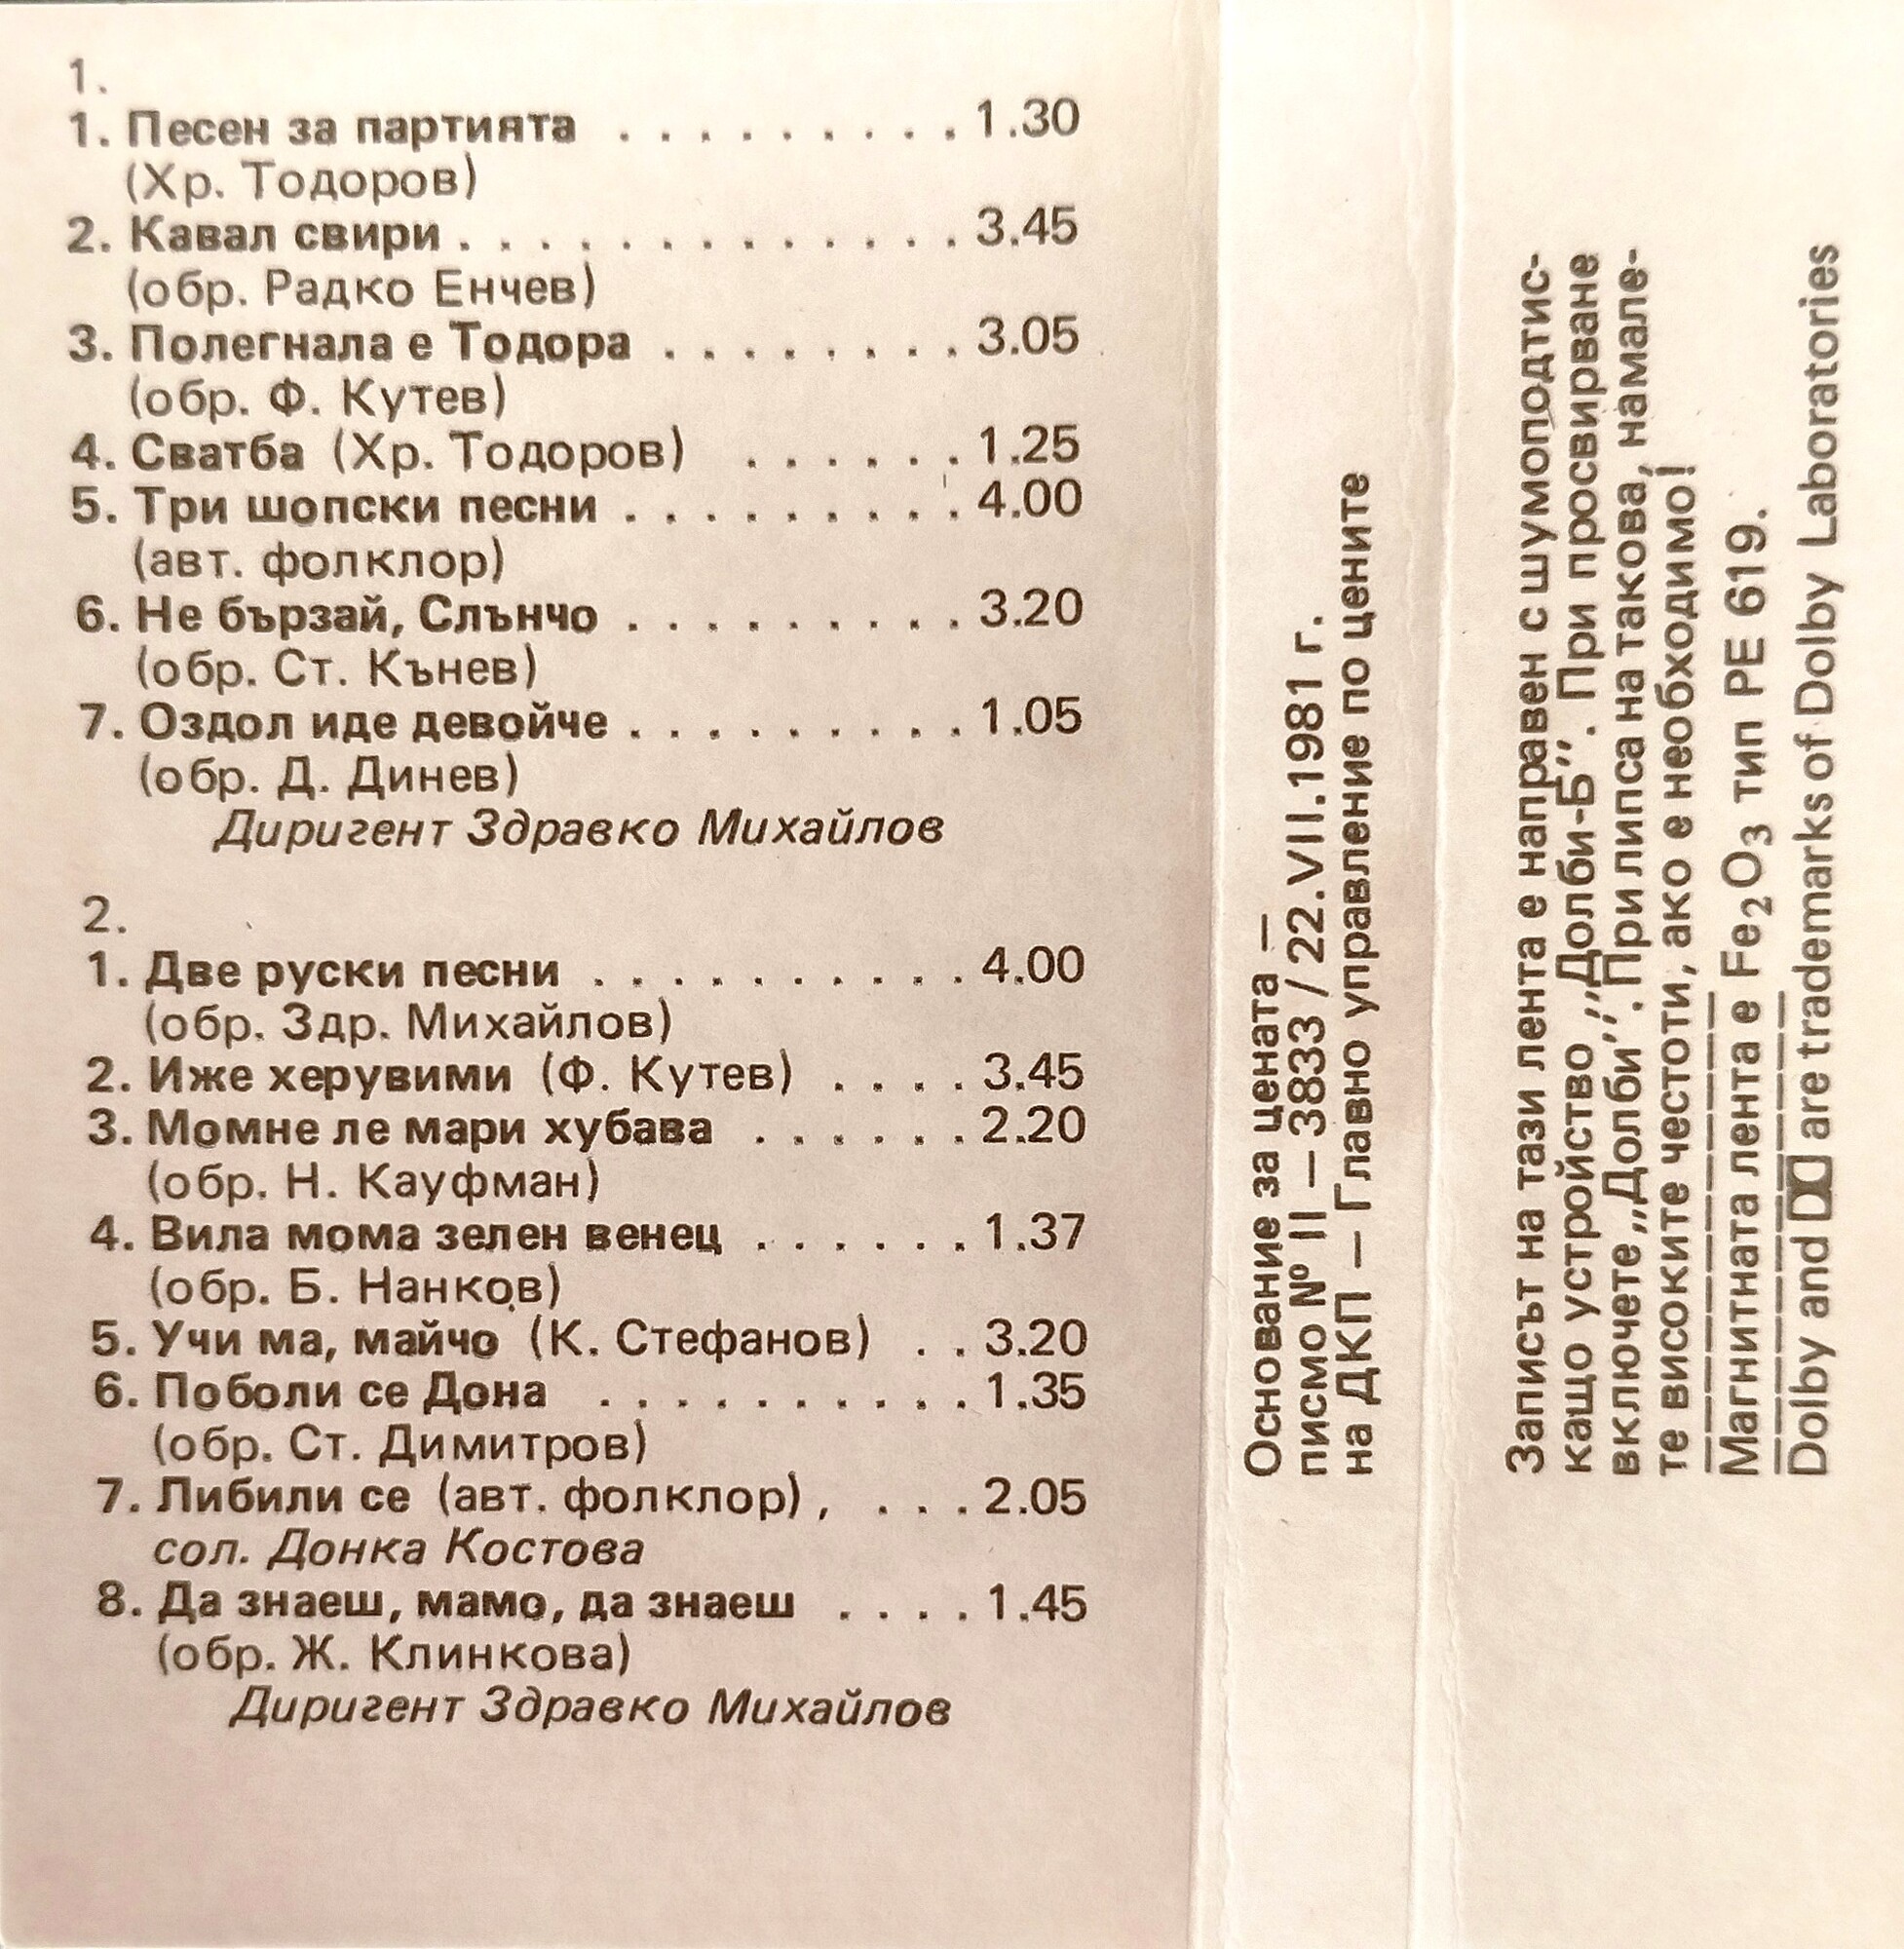 1.
1. Песен за партията . . . . . . . . . 1.30
(Хр. Тодоров)
2. Кавал свири . . . . . . . . . . . . . 3.45
(обр. Радко Енчев)
3. Полегнала е Тодора . . . . . . . . 3.05
(обр. Ф. Кутев)
4. Сватба (Хр. Тодоров) . . . . . . 1.25
5. Три шопски песни . . . . . . . . . 4.00
(авт. фолклор)
6. Не бързай, Слънчо . . . . . . . . . 3.20
(обр. Ст. Кънев)
7. Оздол иде девойче . . . . . . . . . 1.05
(обр. Д. Динев)
Диригент Здравко Михайлов
2.
1. Две руски песни . . . . . . . . . . 4.00
(обр. Здр. Михайлов)
2. Иже херувими (Ф. Кутев) . . . . 3.45
3. Момне ле мари хубава . . . . . . 2.20
(обр. Н. Кауфман)
4. Вила мома зелен венец . . . . . . 1.37
(обр. Б. Нанков)
5. Учи ма, майчо (К. Стефанов) . . 3.20
6. Поболи се Дона . . . . . . . . . . 1.35
(обр. Ст. Димитров)
7. Либили се (авт. фолклор), . . . 2.05
сол. Донка Костова
8. Да знаеш, мамо, да знаеш . . . . 1.45
(обр. Ж. Клинкова)
Диригент Здравко Михайлов
Основание за цената —
писмо № II — 3833 / 22.VII.1981 г.
на ДКП — Главно управление по цените
Записът на тази лента е направен с шумоподтис-
кащо устройство ,,Долби-Б''. При просвирване
включете ,,Долби''. При липса на такова, намале-
те високите честоти, ако е необходимо!
Магнитната лента е Fe₂O₃ тип PE 619.
Dolby and are trademarks of Dolby Laboratories